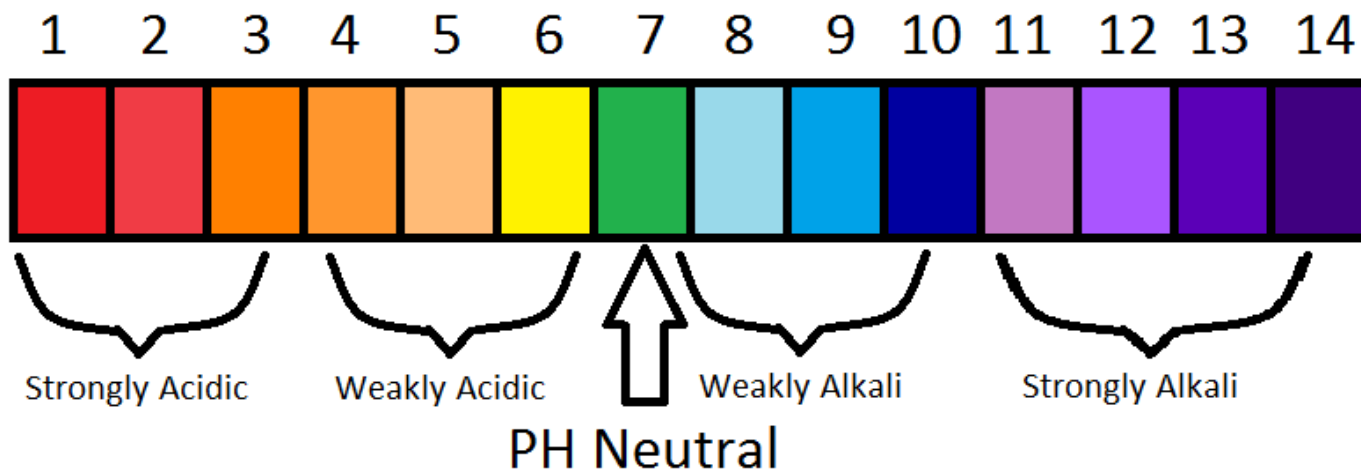 1 2 3 4 5 6 7 8 9 10 11 12 13 14
Strongly Acidic Weakly Acidic Weakly Alkali Strongly Alkali
PH Neutral